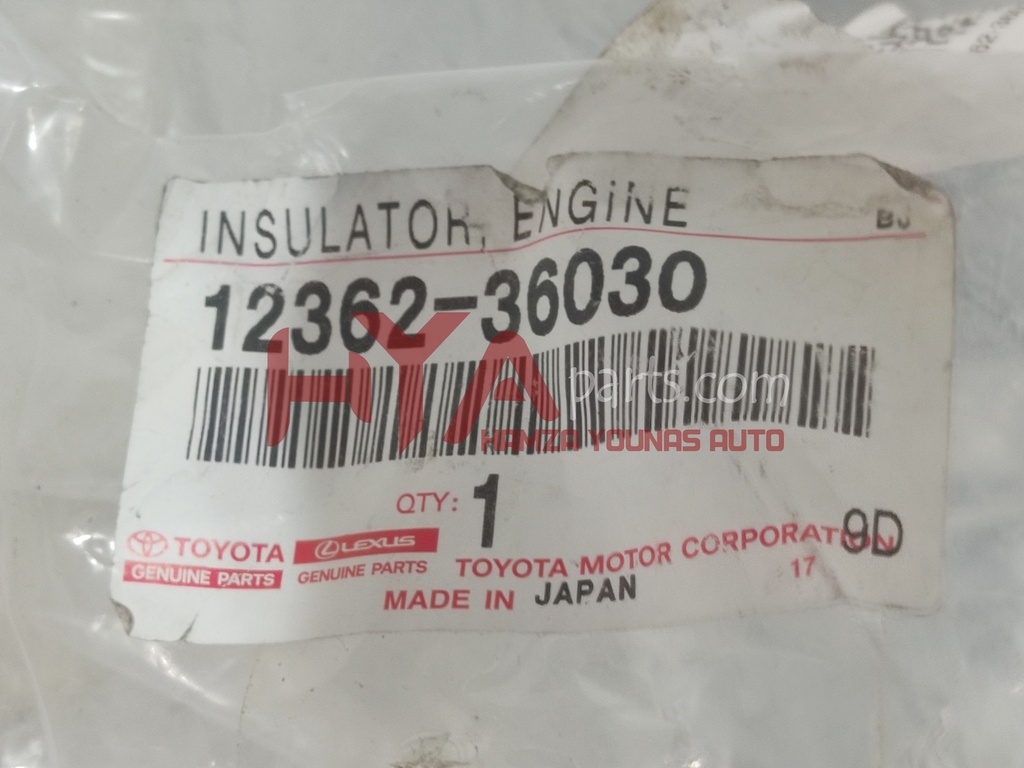 INSULATOR, ENGINE BJ
12362-36030
HYA parts.com
HAMZA YOUNAS AUTO
QTY: 1
9D
TOYOTA LEXUS TOYOTA MOTOR CORPORATION
GENUINE PARTS GENUINE PARTS 17
MADE IN JAPAN